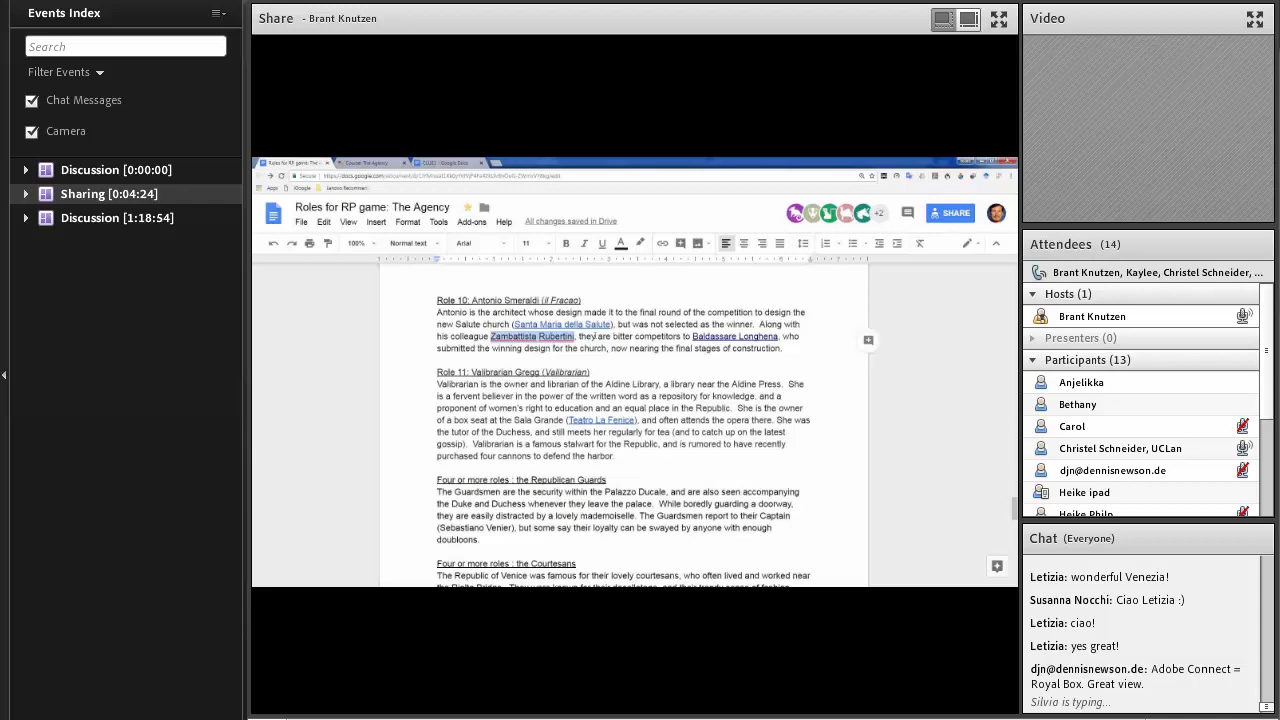 Events Index
Search
Filter Events
Chat Messages
Camera
Discussion [0:00:00]
Sharing [0:04:24]
Discussion [1:18:54]
Share - Brant Knutzen
Roles for RP game: The
Course: The Agency
Google Docs
Secure
Apps
Roles for RP game: The Agency
+2
SHARE
File Edit View Insert Format Tools Add-ons Help All changes saved in Drive
100% Normal text Arial 11 B I U A
Role 10: Antonio Smeraldi (il Fracao)
Antonio is the architect whose design made it to the final round of the competition to design the
new Salute church (Santa Maria della Salute), but was not selected as the winner. Along with
his colleague Zambattista Rubertini, they are bitter competitors to Baldassare Longhena, who
submitted the winning design for the church, now nearing the final stages of construction.
Role 11: Valibrarian Gregg (Valibrarian)
Valibrarian is the owner and librarian of the Aldine Library, a library near the Aldine Press. She
is a fervent believer in the power of the written word as a repository for knowledge, and a
proponent of women's right to education and an equal place in the Republic. She is the owner
of a box seat at the Sala Grande (Teatro La Fenice), and often attends the opera there. She was
the tutor of the Duchess, and still meets her regularly for tea (and to catch up on the latest
gossip). Valibrarian is a famous stalwart for the Republic, and is rumored to have recently
purchased four cannons to defend the harbor.
Four or more roles : the Republican Guards
The Guardsmen are the security within the Palazzo Ducale, and are also seen accompanying
the Duke and Duchess whenever they leave the palace. While boredly guarding a doorway,
they are easily distracted by a lovely mademoiselle. The Guardsmen report to their Captain
(Sebastiano Venier), but some say their loyalty can be swayed by anyone with enough
doubloons.
Four or more roles : the Courtesans
The Republic of Venice was famous for their lovely courtesans, who often lived and worked near
Video
Attendees (14)
Brant Knutzen, Kaylee, Christel Schneider, ...
Hosts (1)
Brant Knutzen
Presenters (0)
Participants (13)
Anjelikka
Bethany
Carol
Christel Schneider, UCLan
djn@dennisnewson.de
Heike ipad
Heike Philp
Chat (Everyone)
Letizia: wonderful Venezia!
Susanna Nocchi: Ciao Letizia :)
Letizia: ciao!
Letizia: yes great!
djn@dennisnewson.de: Adobe Connect =
Royal Box. Great view.
Silvia is typing...